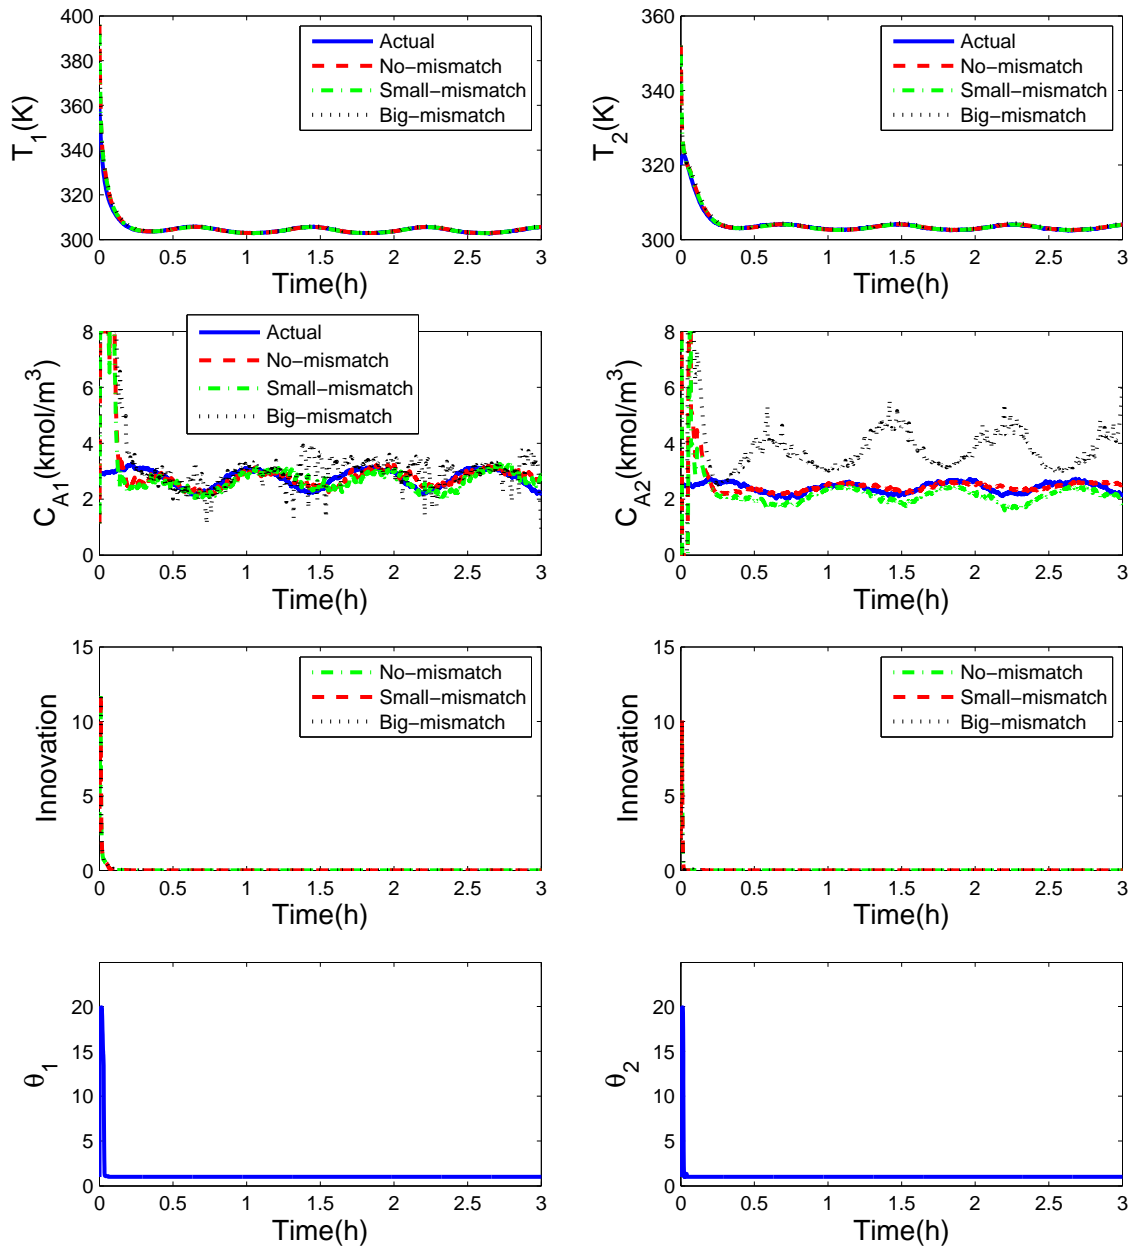 400
380
360
340
320
300
T1(K)
0 0.5 1 1.5 2 2.5 3
Time(h)
Actual
No−mismatch
Small−mismatch
Big−mismatch
360
340
320
300
T2(K)
0 0.5 1 1.5 2 2.5 3
Time(h)
Actual
No−mismatch
Small−mismatch
Big−mismatch
8
6
4
2
0
CA1(kmol/m3)
0 0.5 1 1.5 2 2.5 3
Time(h)
Actual
No−mismatch
Small−mismatch
Big−mismatch
8
6
4
2
0
CA2(kmol/m3)
0 0.5 1 1.5 2 2.5 3
Time(h)
15
10
5
0
Innovation
0 0.5 1 1.5 2 2.5 3
Time(h)
No−mismatch
Small−mismatch
Big−mismatch
15
10
5
0
Innovation
0 0.5 1 1.5 2 2.5 3
Time(h)
No−mismatch
Small−mismatch
Big−mismatch
20
15
10
5
0
θ1
0 0.5 1 1.5 2 2.5 3
Time(h)
20
15
10
5
0
θ2
0 0.5 1 1.5 2 2.5 3
Time(h)